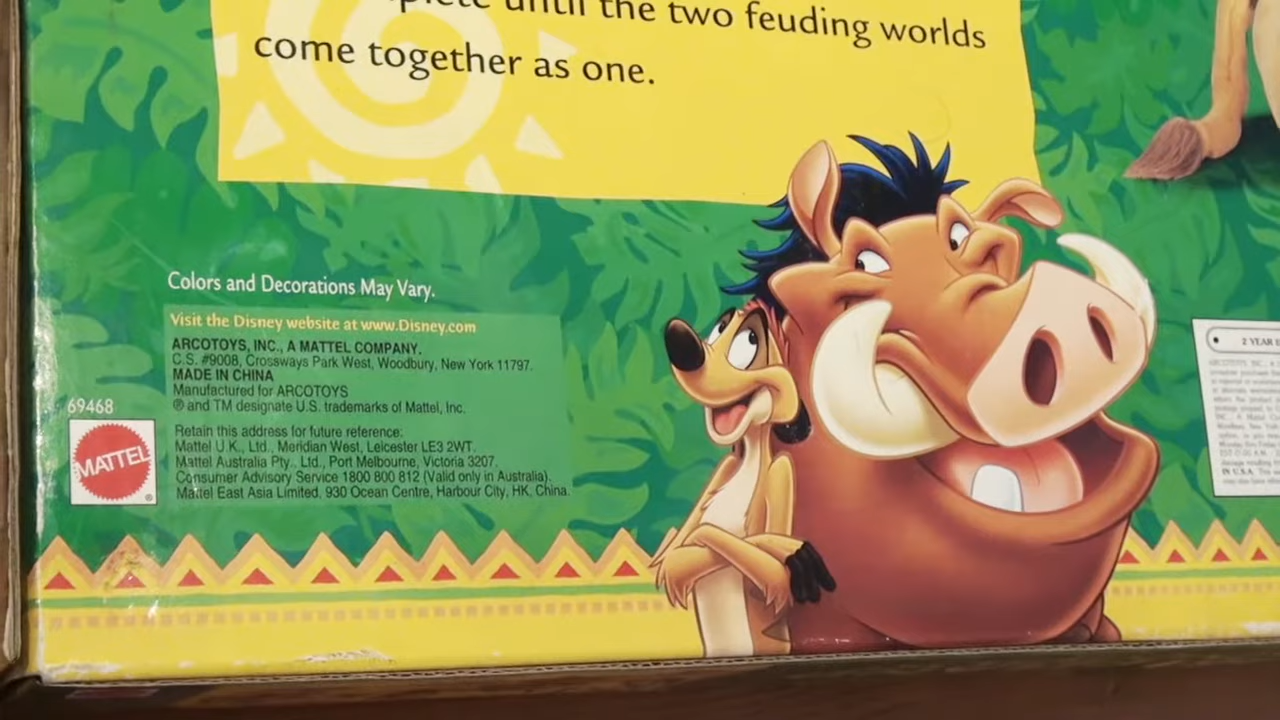 until the two feuding worlds
come together as one.
Colors and Decorations May Vary.
Visit the Disney website at www.Disney.com
ARCOTOYS, INC., A MATTEL COMPANY.
C.S. #9008, Crossways Park West, Woodbury, New York 11797.
MADE IN CHINA
Manufactured for ARCOTOYS
® and TM designate U.S. trademarks of Mattel, Inc.
69468
MATTEL
®
Retain this address for future reference:
Mattel U.K., Ltd., Meridian West, Leicester LE3 2WT.
Mattel Australia Pty., Ltd., Port Melbourne, Victoria 3207.
Consumer Advisory Service 1800 800 812 (Valid only in Australia).
Mattel East Asia Limited, 930 Ocean Centre, Harbour City, HK, China.
2 YEAR